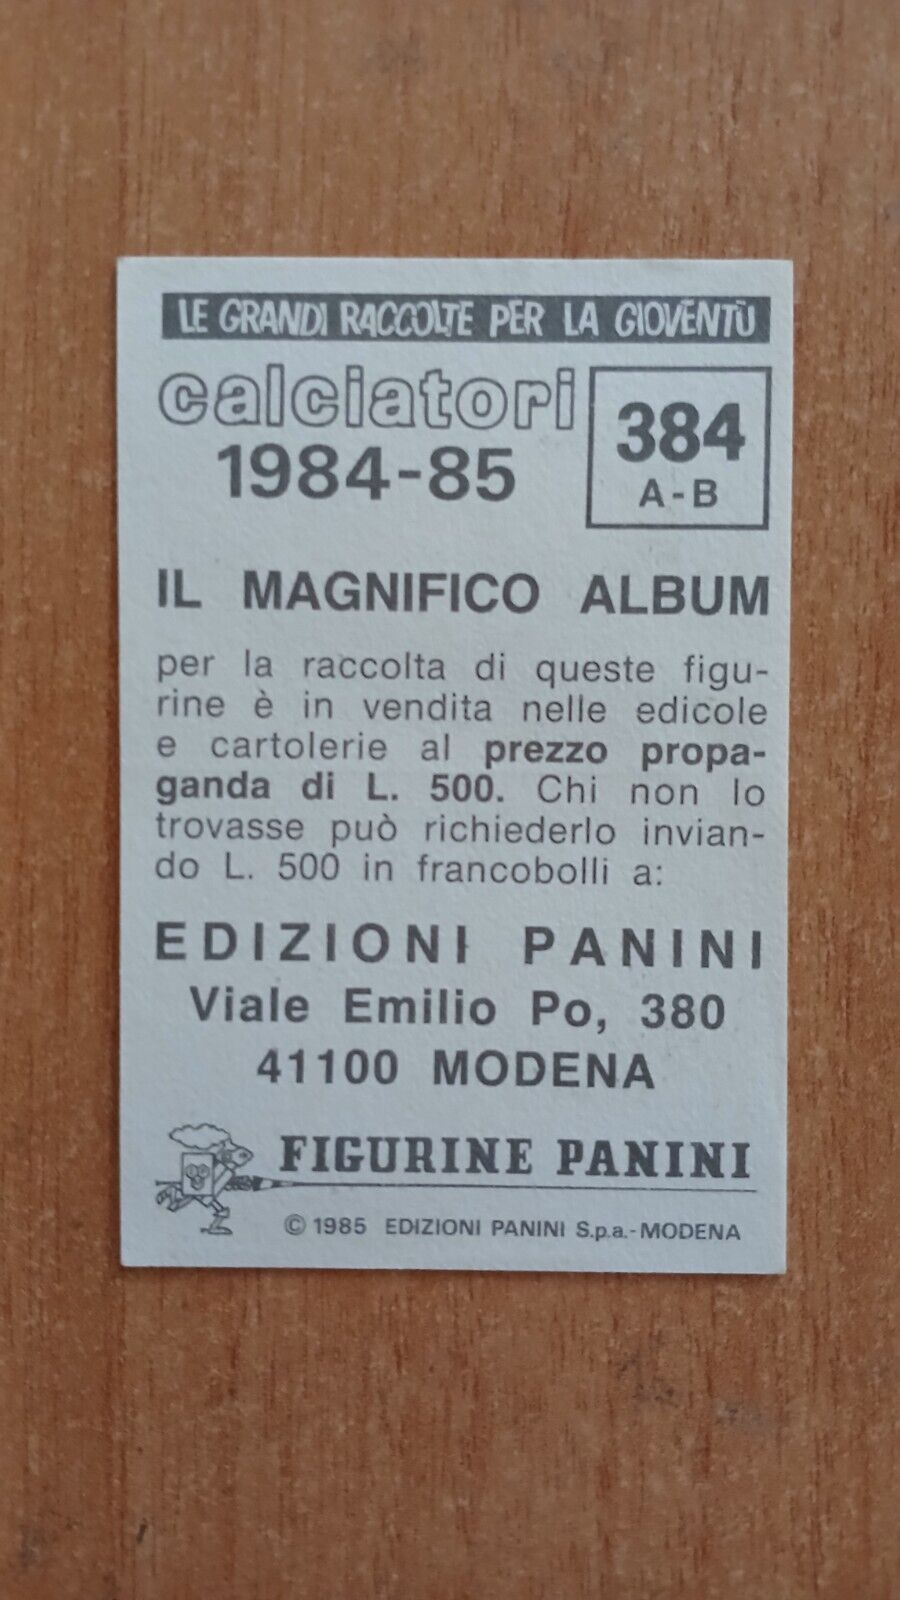 LE GRANDI RACCOLTE PER LA GIOVENTÙ
calciatori
1984-85
384
A-B
IL MAGNIFICO ALBUM
per la raccolta di queste figu-
rine è in vendita nelle edicole
e cartolerie al prezzo propa-
ganda di L. 500. Chi non lo
trovasse può richiederlo invian-
do L. 500 in francobolli a:
EDIZIONI PANINI
Viale Emilio Po, 380
41100 MODENA
FIGURINE PANINI
© 1985 EDIZIONI PANINI S.p.a.-MODENA